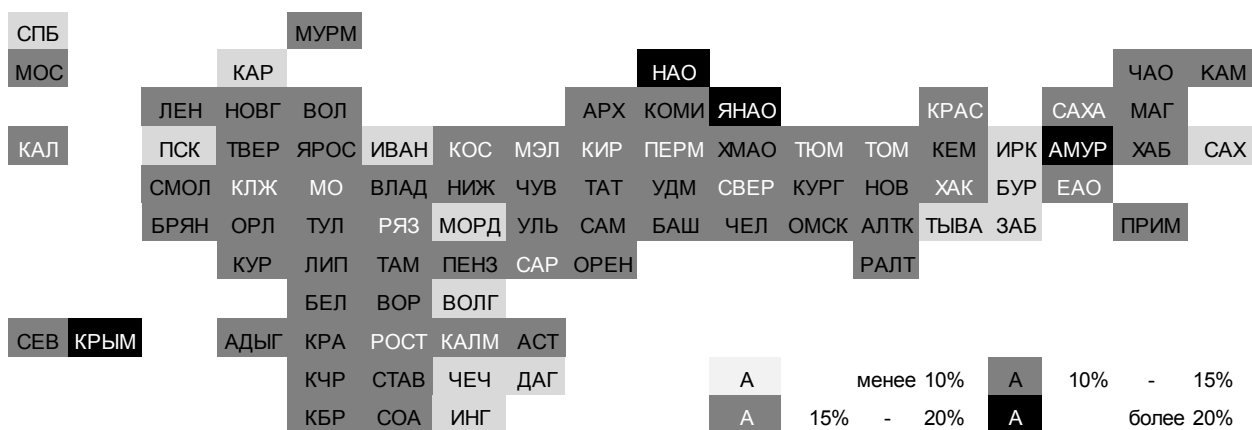 СПБ МУРМ
МОС КАР НАО ЧАО КАМ
ЛЕН НОВГ ВОЛ АРХ КОМИ ЯНАО КРАС САХА МАГ
КАЛ ПСК ТВЕР ЯРОС ИВАН КОС МЭЛ КИР ПЕРМ ХМАО ТЮМ ТОМ КЕМ ИРК АМУР ХАБ САХ
СМОЛ КЛЖ МО ВЛАД НИЖ ЧУВ ТАТ УДМ СВЕР КУРГ НОВ ХАК БУР ЕАО
БРЯН ОРЛ ТУЛ РЯЗ МОРД УЛЬ САМ БАШ ЧЕЛ ОМСК АЛТК ТЫВА ЗАБ ПРИМ
КУР ЛИП ТАМ ПЕНЗ САР ОРЕН РАЛТ
БЕЛ ВОР ВОЛГ
СЕВ КРЫМ АДЫГ КРА РОСТ КАЛМ АСТ
КЧР СТАВ ЧЕЧ ДАГ А менее 10% А 10% - 15%
КБР СОА ИНГ А 15% - 20% А более 20%